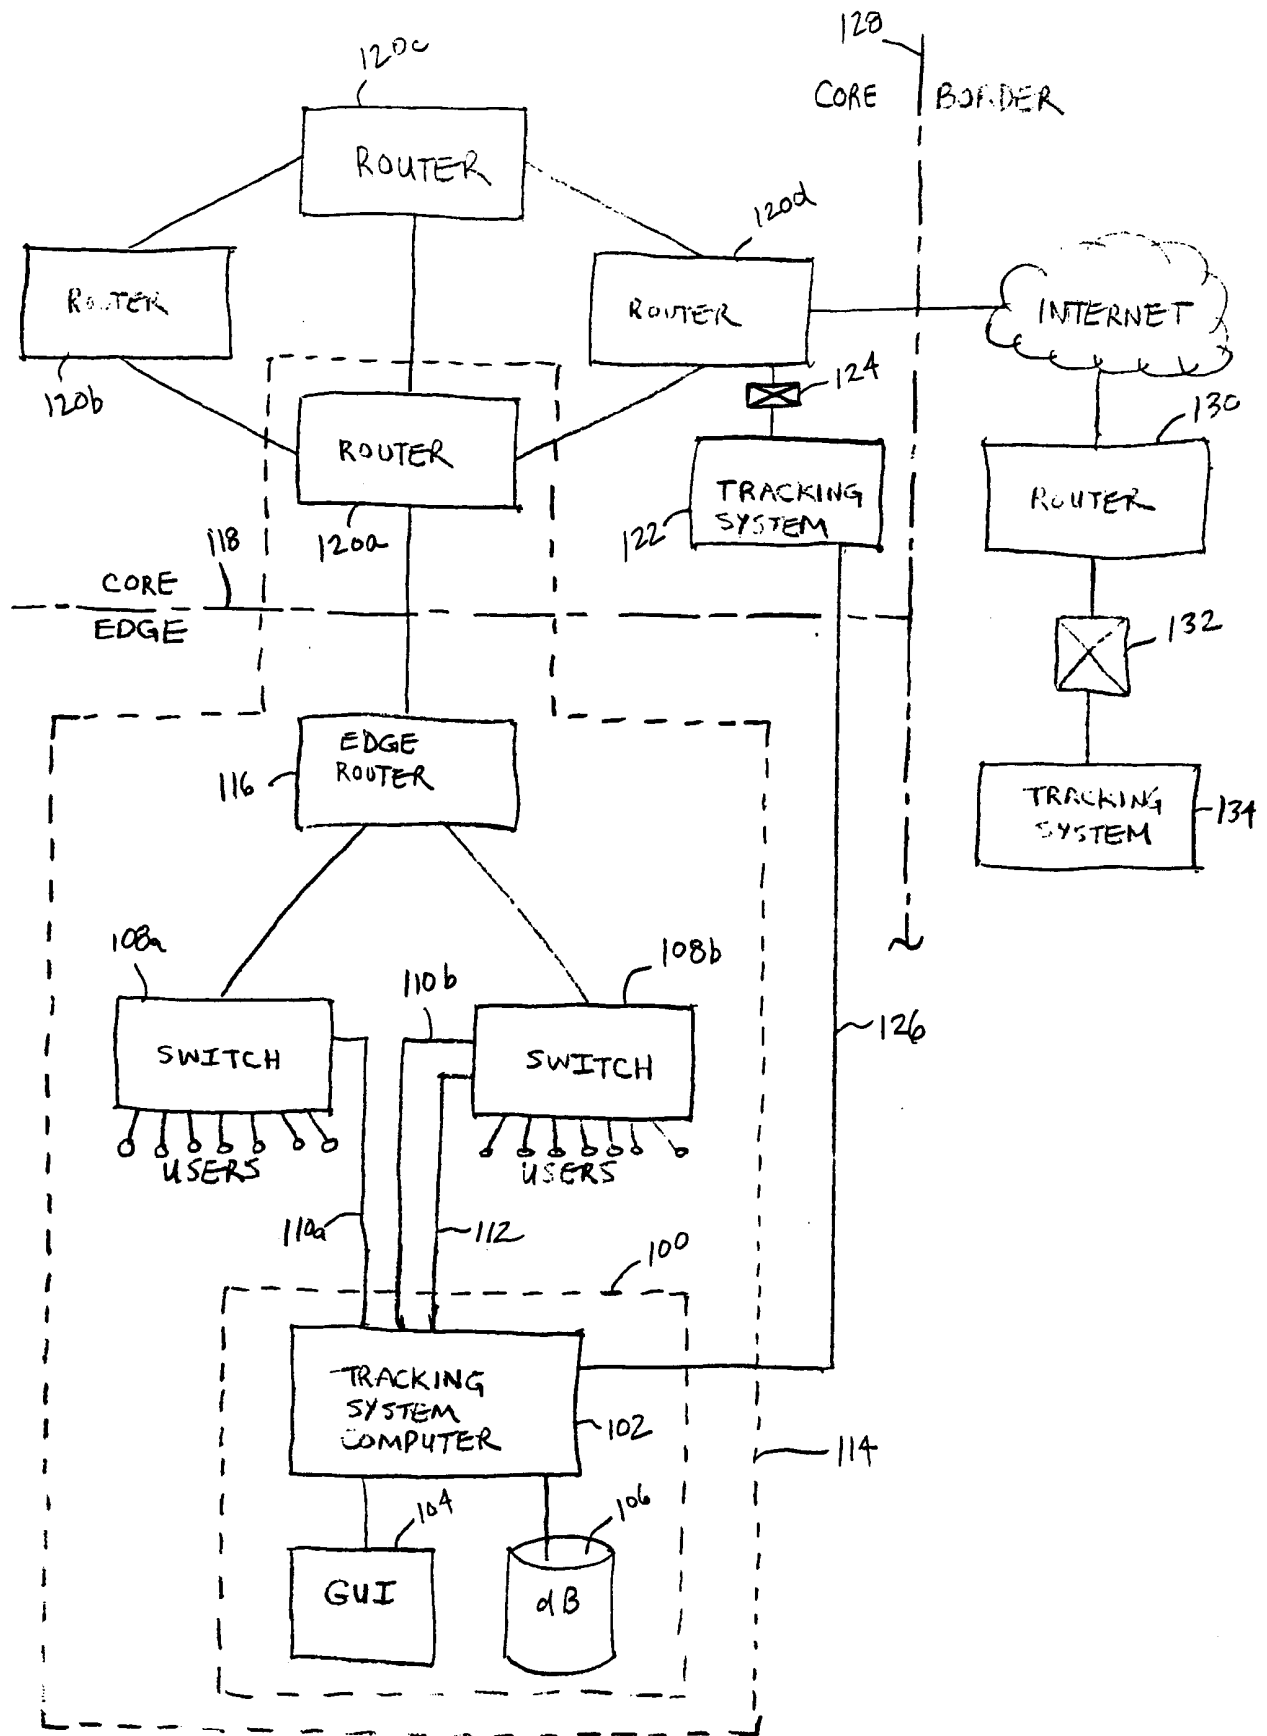 120c
128
CORE
BORDER
ROUTER
120d
ROUTER
ROUTER
INTERNET
120b
124
130
ROUTER
TRACKING
SYSTEM
ROUTER
120a
122
118
CORE
EDGE
132
EDGE
ROUTER
116
TRACKING
SYSTEM
134
108a
110b
108b
126
SWITCH
SWITCH
USERS
USERS
110a
112
100
TRACKING
SYSTEM
COMPUTER
102
114
104
106
GUI
dB